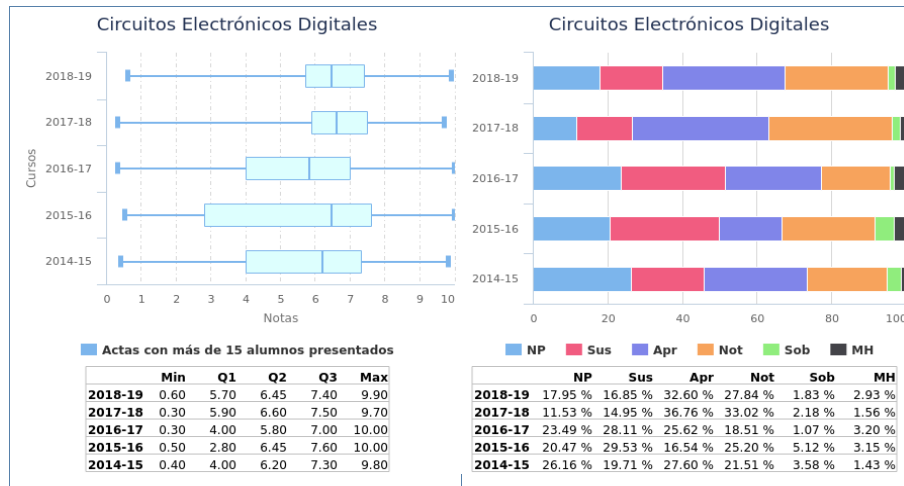 Circuitos Electrónicos Digitales
2018-19
2017-18
2016-17
2015-16
2014-15
Cursos
0 1 2 3 4 5 6 7 8 9 10
Notas
Actas con más de 15 alumnos presentados
Min Q1 Q2 Q3 Max
2018-19 0.60 5.70 6.45 7.40 9.90
2017-18 0.30 5.90 6.60 7.50 9.70
2016-17 0.30 4.00 5.80 7.00 10.00
2015-16 0.50 2.80 6.45 7.60 10.00
2014-15 0.40 4.00 6.20 7.30 9.80
Circuitos Electrónicos Digitales
2018-19
2017-18
2016-17
2015-16
2014-15
0 20 40 60 80 100
NP Sus Apr Not Sob MH
NP Sus Apr Not Sob MH
2018-19 17.95 % 16.85 % 32.60 % 27.84 % 1.83 % 2.93 %
2017-18 11.53 % 14.95 % 36.76 % 33.02 % 2.18 % 1.56 %
2016-17 23.49 % 28.11 % 25.62 % 18.51 % 1.07 % 3.20 %
2015-16 20.47 % 29.53 % 16.54 % 25.20 % 5.12 % 3.15 %
2014-15 26.16 % 19.71 % 27.60 % 21.51 % 3.58 % 1.43 %